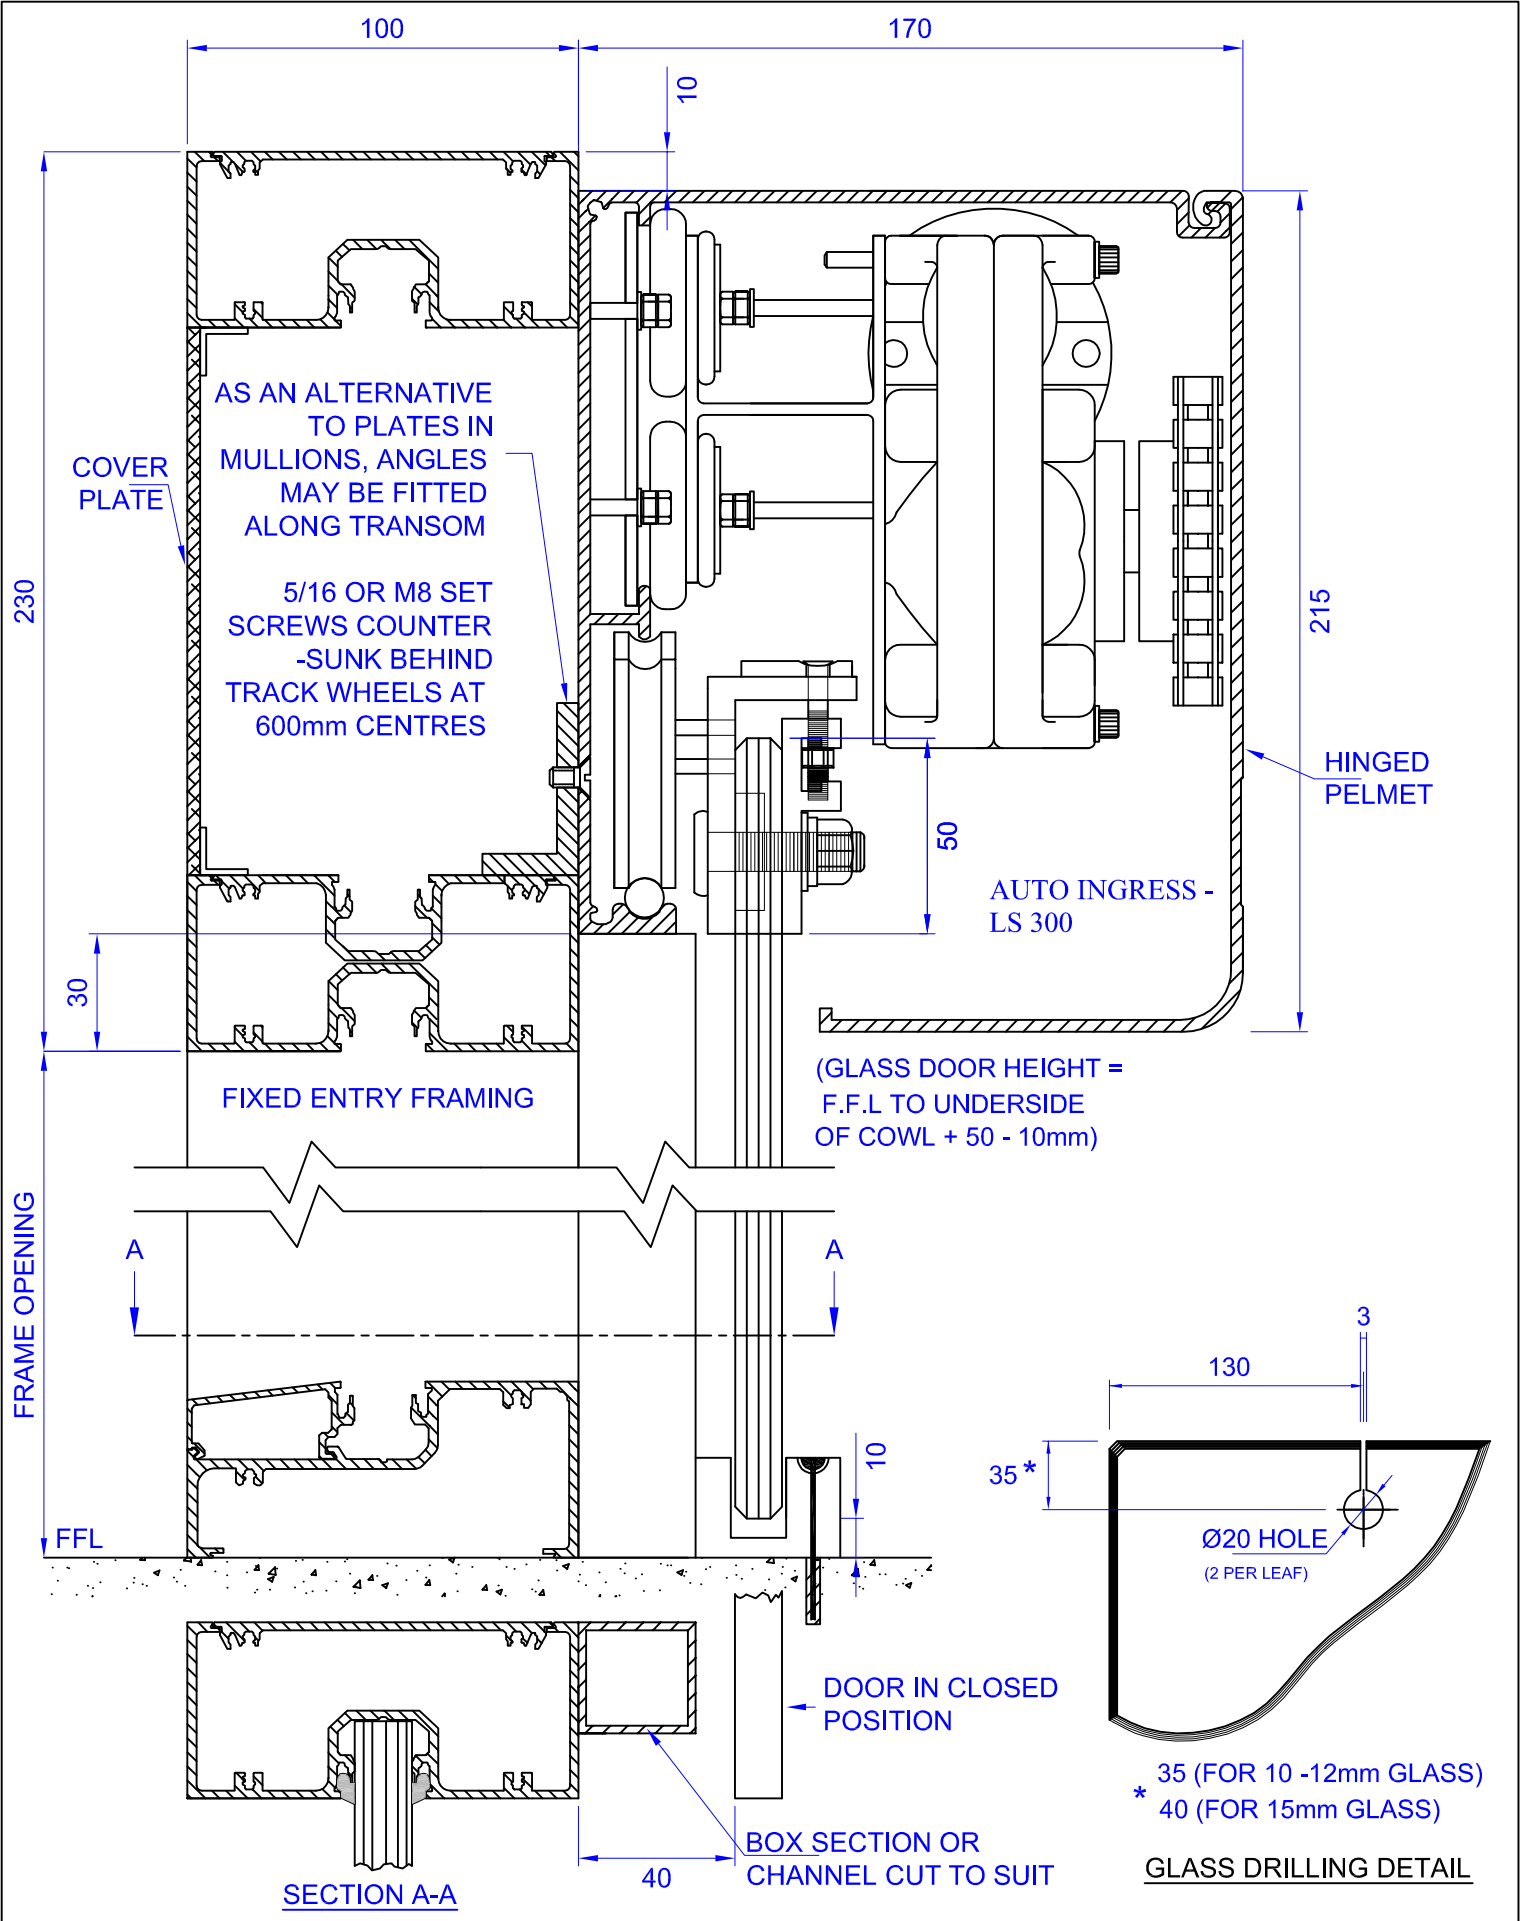 100
170
10
AS AN ALTERNATIVE
TO PLATES IN
MULLIONS, ANGLES
MAY BE FITTED
ALONG TRANSOM
COVER
PLATE
5/16 OR M8 SET
SCREWS COUNTER
-SUNK BEHIND
TRACK WHEELS AT
600mm CENTRES
230
215
HINGED
PELMET
50
AUTO INGRESS -
LS 300
30
FIXED ENTRY FRAMING
(GLASS DOOR HEIGHT =
F.F.L TO UNDERSIDE
OF COWL + 50 - 10mm)
FRAME OPENING
A
A
3
130
10
35 *
FFL
Ø20 HOLE
(2 PER LEAF)
DOOR IN CLOSED
POSITION
35 (FOR 10 -12mm GLASS)
* 40 (FOR 15mm GLASS)
BOX SECTION OR
CHANNEL CUT TO SUIT
40
GLASS DRILLING DETAIL
SECTION A-A